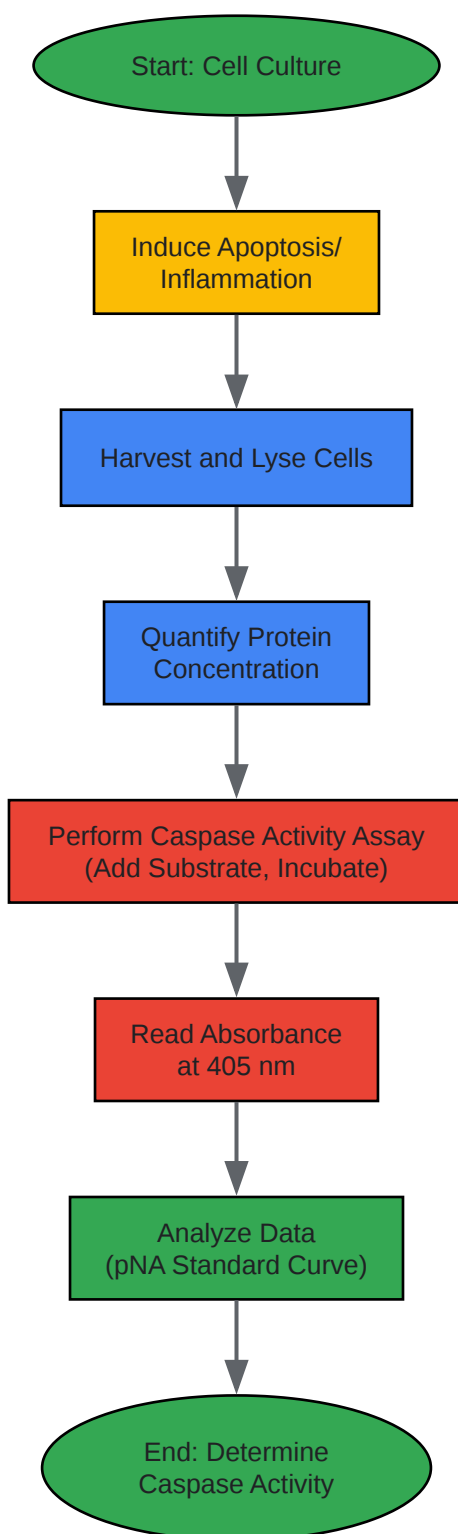 Start: Cell Culture
Induce Apoptosis/
Inflammation
Harvest and Lyse Cells
Quantify Protein
Concentration
Perform Caspase Activity Assay
(Add Substrate, Incubate)
Read Absorbance
at 405 nm
Analyze Data
(pNA Standard Curve)
End: Determine
Caspase Activity